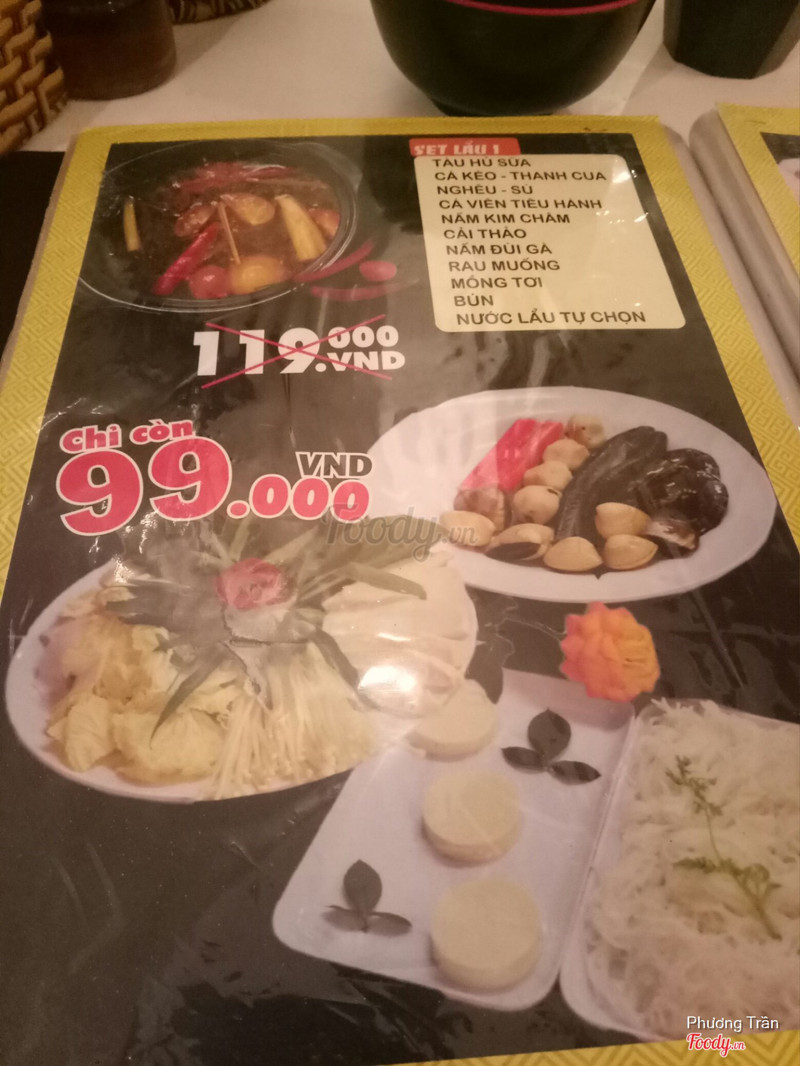 SET LẨU 1
TÀU HỦ SỮA
CÁ KÈO - THANH CUA
NGHÊU - SÒ
CÁ VIÊN TIÊU HÀNH
NẤM KIM CHÂM
CẢI THẢO
NẤM ĐÙI GÀ
RAU MUỐNG
MỒNG TƠI
BÚN
NƯỚC LẨU TỰ CHỌN
119.000 VND
Chỉ còn
99.000 VND
Foody.vn
Phương Trần
Foody.vn